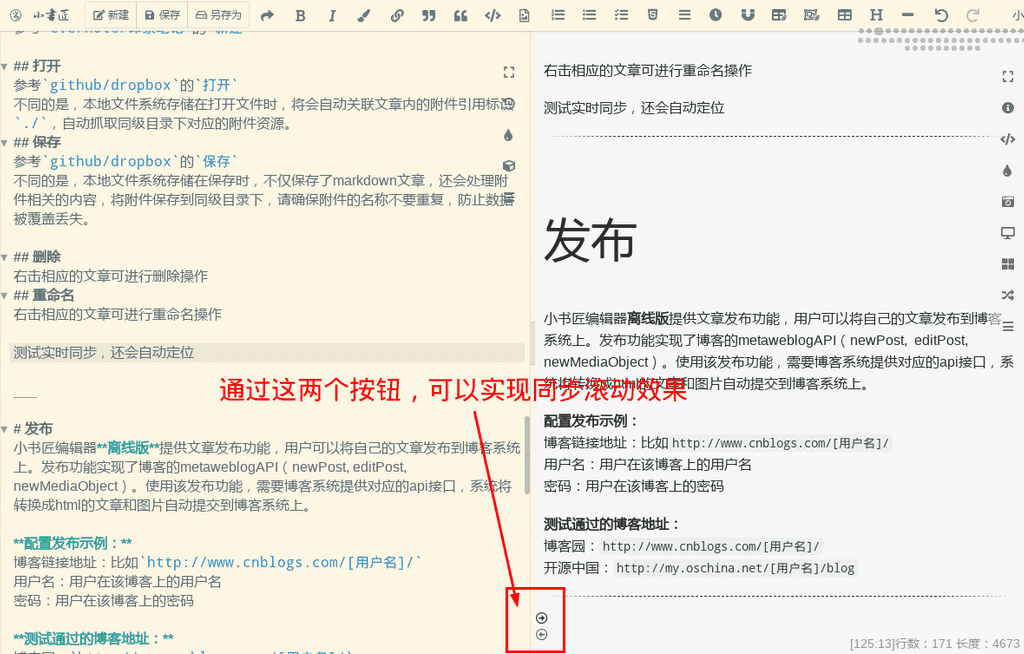 小书匠 新建 保存 另存为
## 打开
参考`github/dropbox`的`打开`
不同的是，本地文件系统存储在打开文件时，将会自动关联文章内的附件引用标识
`./`，自动抓取同级目录下对应的附件资源。
## 保存
参考`github/dropbox`的`保存`
不同的是，本地文件系统存储在保存时，不仅保存了markdown文章，还会处理附
件相关的内容，将附件保存到同级目录下，请确保附件的名称不要重复，防止数据
被覆盖丢失。
## 删除
右击相应的文章可进行删除操作
## 重命名
右击相应的文章可进行重命名操作
测试实时同步，还会自动定位
# 发布
小书匠编辑器**离线版**提供文章发布功能，用户可以将自己的文章发布到博客系统
上。发布功能实现了博客的metaweblogAPI（newPost, editPost,
newMediaObject）。使用该发布功能，需要博客系统提供对应的api接口，系统将
转换成html的文章和图片自动提交到博客系统上。
**配置发布示例：**
博客链接地址：比如`http://www.cnblogs.com/[用户名]/`
用户名：用户在该博客上的用户名
密码：用户在该博客上的密码
**测试通过的博客地址：**
右击相应的文章可进行重命名操作
测试实时同步，还会自动定位
发布
小书匠编辑器离线版提供文章发布功能，用户可以将自己的文章发布到博客系
统上。发布功能实现了博客的metaweblogAPI（newPost, editPost,
newMediaObject）。使用该发布功能，需要博客系统提供对应的api接口，系
统将转换成html的文章和图片自动提交到博客系统上。
通过这两个按钮，可以实现同步滚动效果
配置发布示例：
博客链接地址：比如 http://www.cnblogs.com/[用户名]/
用户名：用户在该博客上的用户名
密码：用户在该博客上的密码
测试通过的博客地址：
博客园： http://www.cnblogs.com/[用户名]/
开源中国： http://my.oschina.net/[用户名]/blog
[125:13]行数：171 长度：4673